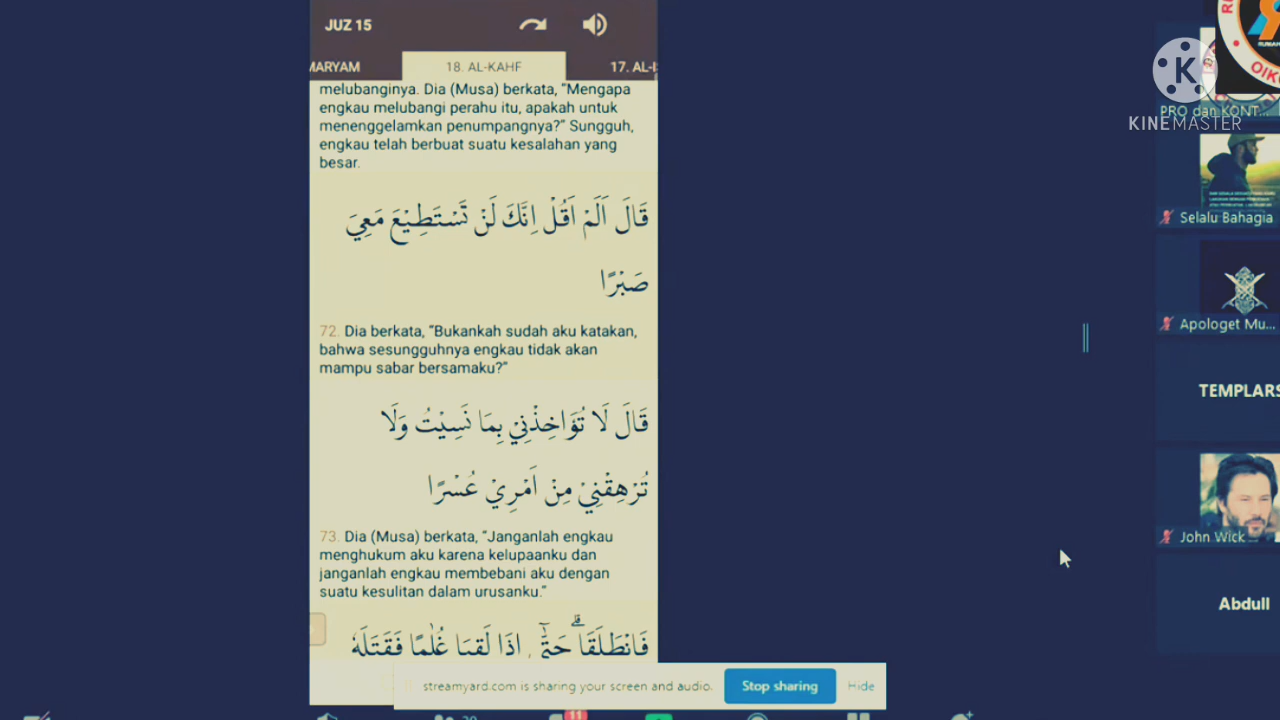 JUZ 15
MARYAM
18. AL-KAHF
17. AL-I
melubanginya. Dia (Musa) berkata, "Mengapa
engkau melubangi perahu itu, apakah untuk
menenggelamkan penumpangnya?" Sungguh,
engkau telah berbuat suatu kesalahan yang
besar.
قَالَ اَلَمْ اَقُلْ اِنَّكَ لَنْ تَسْتَطِيْعَ مَعِيَ
صَبْرًا
72. Dia berkata, "Bukankah sudah aku katakan,
bahwa sesungguhnya engkau tidak akan
mampu sabar bersamaku?"
قَالَ لَا تُؤَاخِذْنِيْ بِمَا نَسِيْتُ وَلَا
تُرْهِقْنِيْ مِنْ اَمْرِيْ عُسْرًا
73. Dia (Musa) berkata, "Janganlah engkau
menghukum aku karena kelupaanku dan
janganlah engkau membebani aku dengan
suatu kesulitan dalam urusanku."
فَانْطَلَقَاۗ حَتّٰٓى اِذَا لَقِيَا غُلٰمًا فَقَتَلَهٗ
streamyard.com is sharing your screen and audio.
Stop sharing
Hide
11
K
KINEMASTER
PRO dan KONT...
Selalu Bahagia
Apologet Mu...
TEMPLARS
John Wick
Abdull